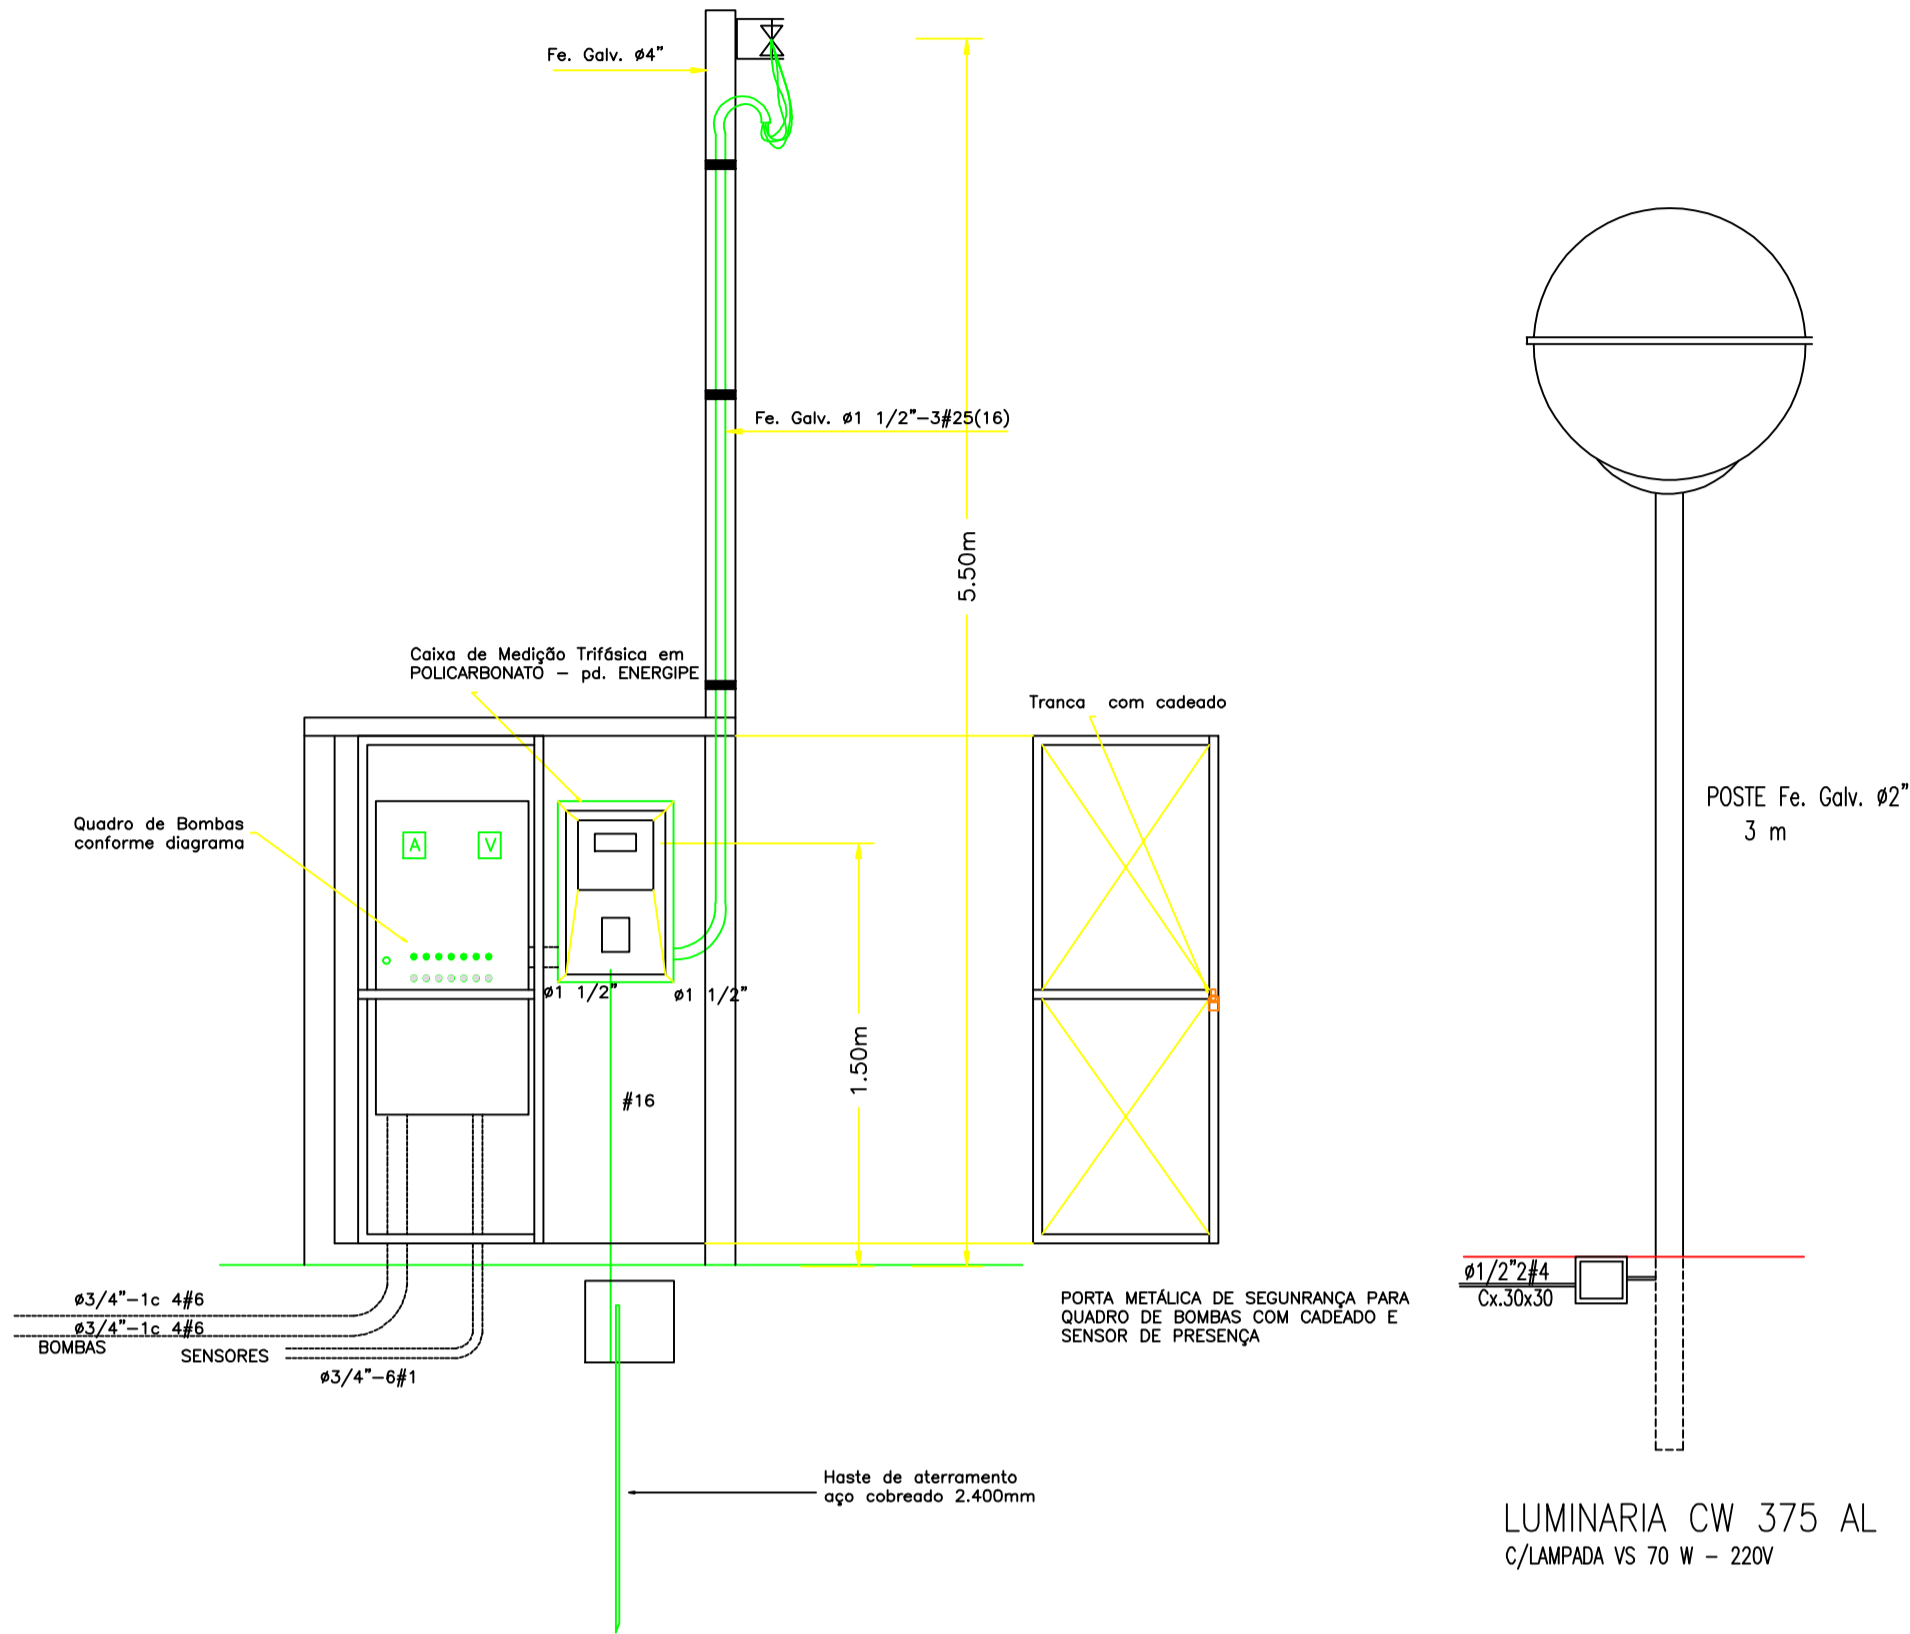 Fe. Galv. ø4"
Fe. Galv. ø1 1/2"-3#25(16)
5.50m
Caixa de Medição Trifásica em
POLICARBONATO - pd. ENERGIPE
Tranca com cadeado
Quadro de Bombas
conforme diagrama
A
V
POSTE Fe. Galv. ø2"
3 m
ø1 1/2"
ø1 1/2"
1.50m
#16
ø3/4"-1c 4#6
ø3/4"-1c 4#6
BOMBAS
SENSORES
ø3/4"-6#1
PORTA METÁLICA DE SEGUNRANÇA PARA
QUADRO DE BOMBAS COM CADEADO E
SENSOR DE PRESENÇA
ø1/2"2#4
Cx.30x30
Haste de aterramento
aço cobreado 2.400mm
LUMINARIA CW 375 AL
C/LAMPADA VS 70 W - 220V